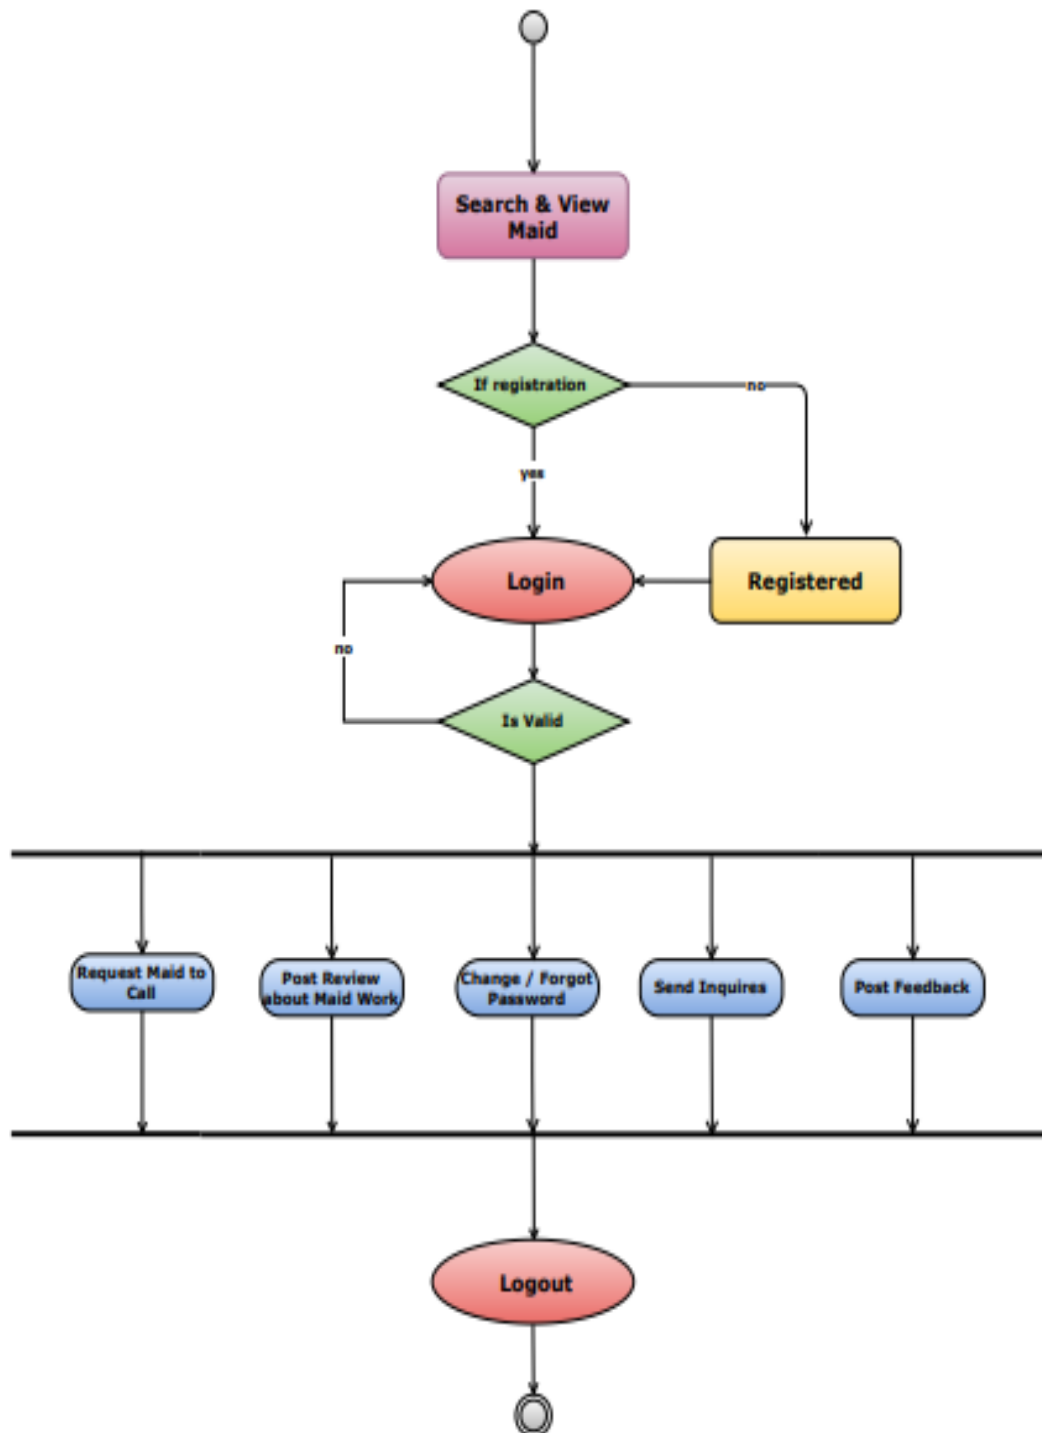 Search & View
Maid
If registration
no
yes
Login
Registered
no
Is Valid
Request Maid to
Call
Post Review
about Maid Work
Change / Forgot
Password
Send Inquires
Post Feedback
Logout